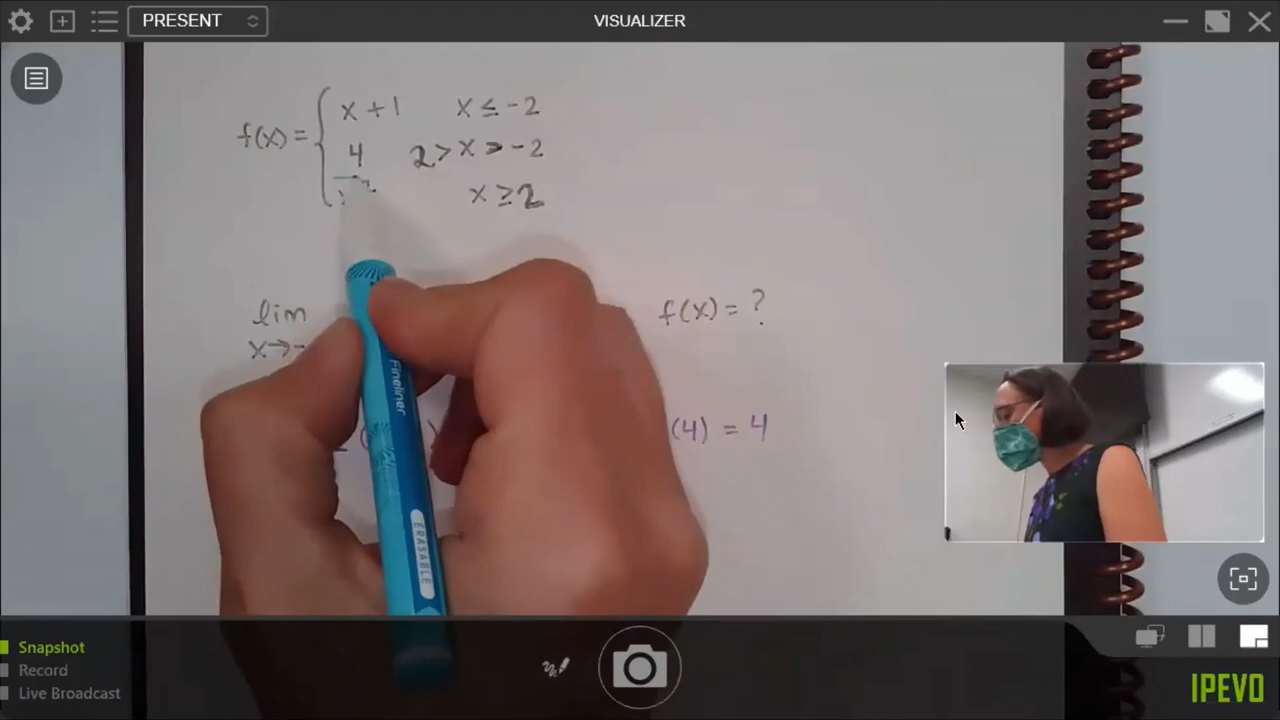 PRESENT
VISUALIZER
f(x) = { x + 1 x ≤ -2
4 2 > x > -2
x ≥ 2
lim
x→-
f(x) = ?
(4) = 4
Fineliner
ERASABLE
Snapshot
Record
Live Broadcast
IPEVO